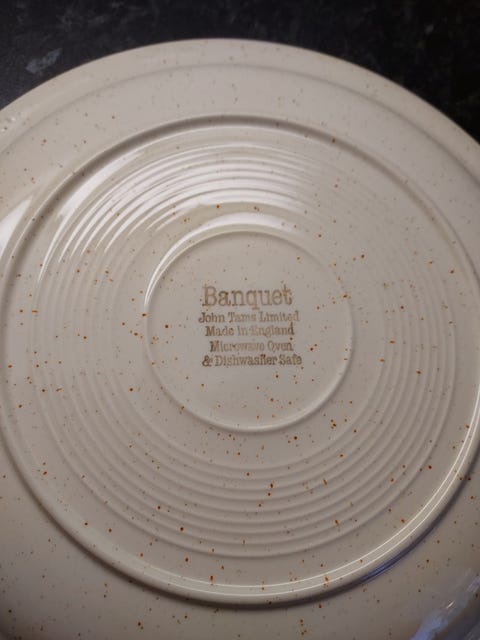 Banquet
John Tams Limited
Made in England
Microwave Oven
& Dishwasher Safe